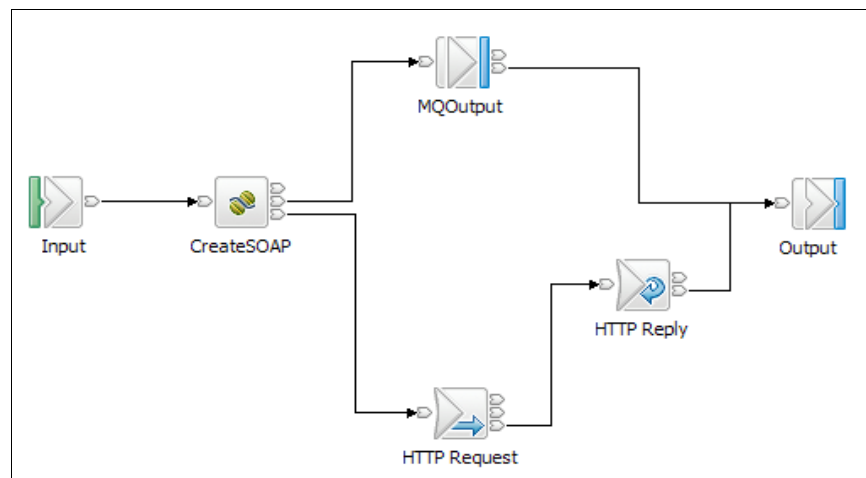 MQOutput
Input
CreateSOAP
Output
HTTP Reply
HTTP Request